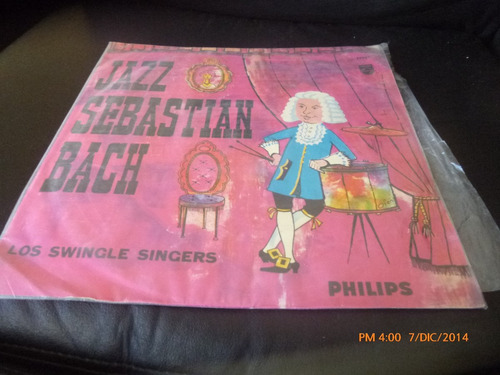 JAZZ
SEBASTIAN
BACH
LOS SWINGLE SINGERS
PHILIPS
PM 4:00 7/DIC/2014